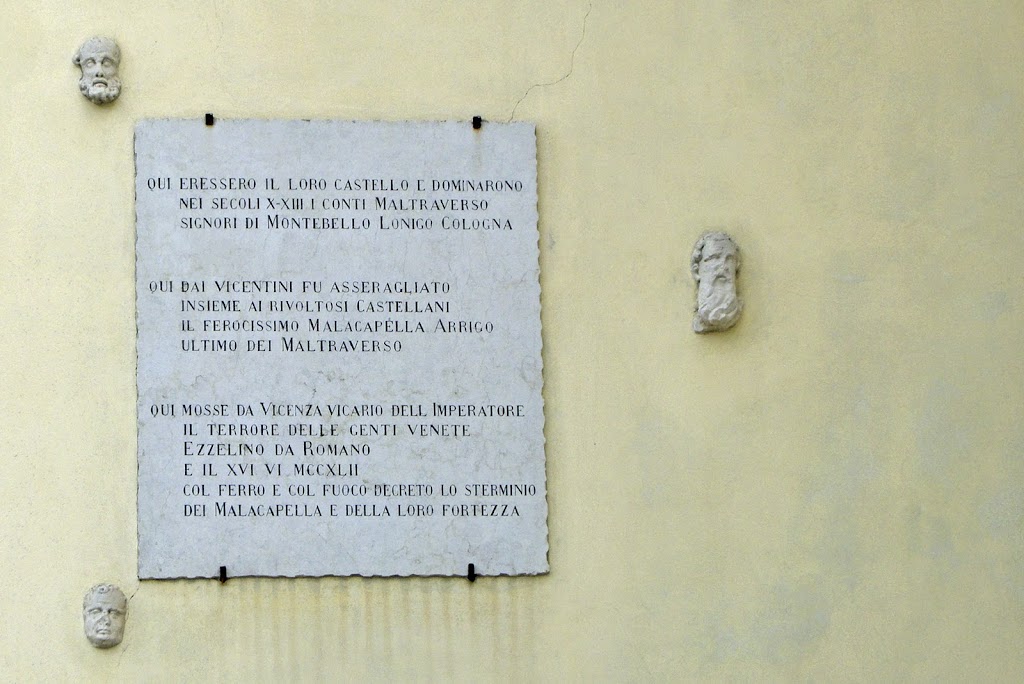 QUI ERESSERO IL LORO CASTELLO E DOMINARONO
NEI SECOLI X-XIII I CONTI MALTRAVERSO
SIGNORI DI MONTEBELLO LONIGO COLOGNA
QUI DAI VICENTINI FU ASSERAGLIATO
INSIEME AI RIVOLTOSI CASTELLANI
IL FEROCISSIMO MALACAPÈLLA ARRIGO
ULTIMO DEI MALTRAVERSO
QUI MOSSE DA VICENZA VICARIO DELL IMPERATORE
IL TERRORE DELLE GENTI VENETE
EZZELINO DA ROMANO
E IL XVI VI MCCXLII
COL FERRO E COL FUOCO DECRETO LO STERMINIO
DEI MALACAPELLA E DELLA LORO FORTEZZA